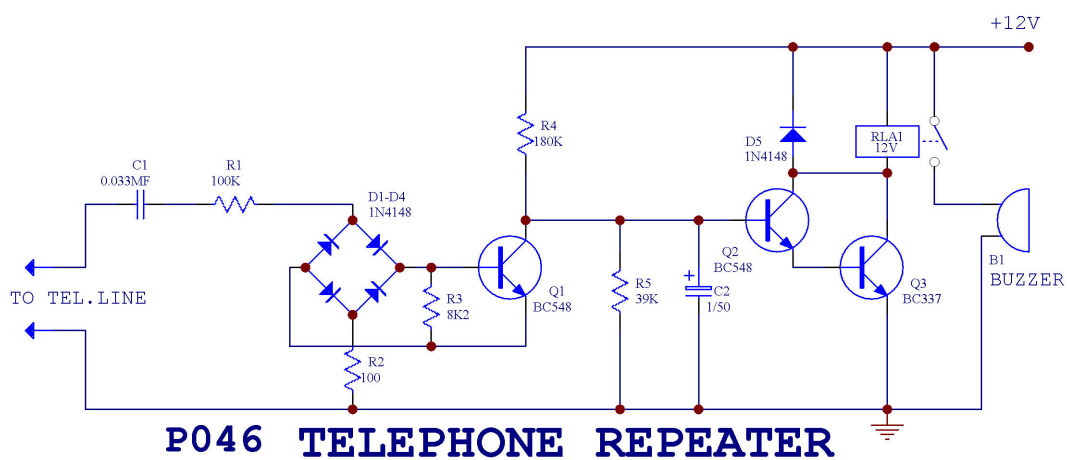 +12V
R4
180K
D5
1N4148
RLA1
12V
C1
0.033MF
R1
100K
D1-D4
1N4148
TO TEL.LINE
R3
8K2
Q1
BC548
R5
39K
+
C2
1/50
Q2
BC548
Q3
BC337
B1
BUZZER
R2
100
P046 TELEPHONE REPEATER